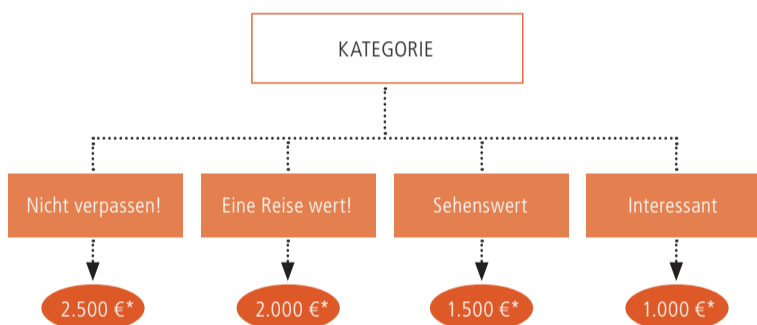 KATEGORIE
Nicht verpassen!
Eine Reise wert!
Sehenswert
Interessant
2.500 €*
2.000 €*
1.500 €*
1.000 €*